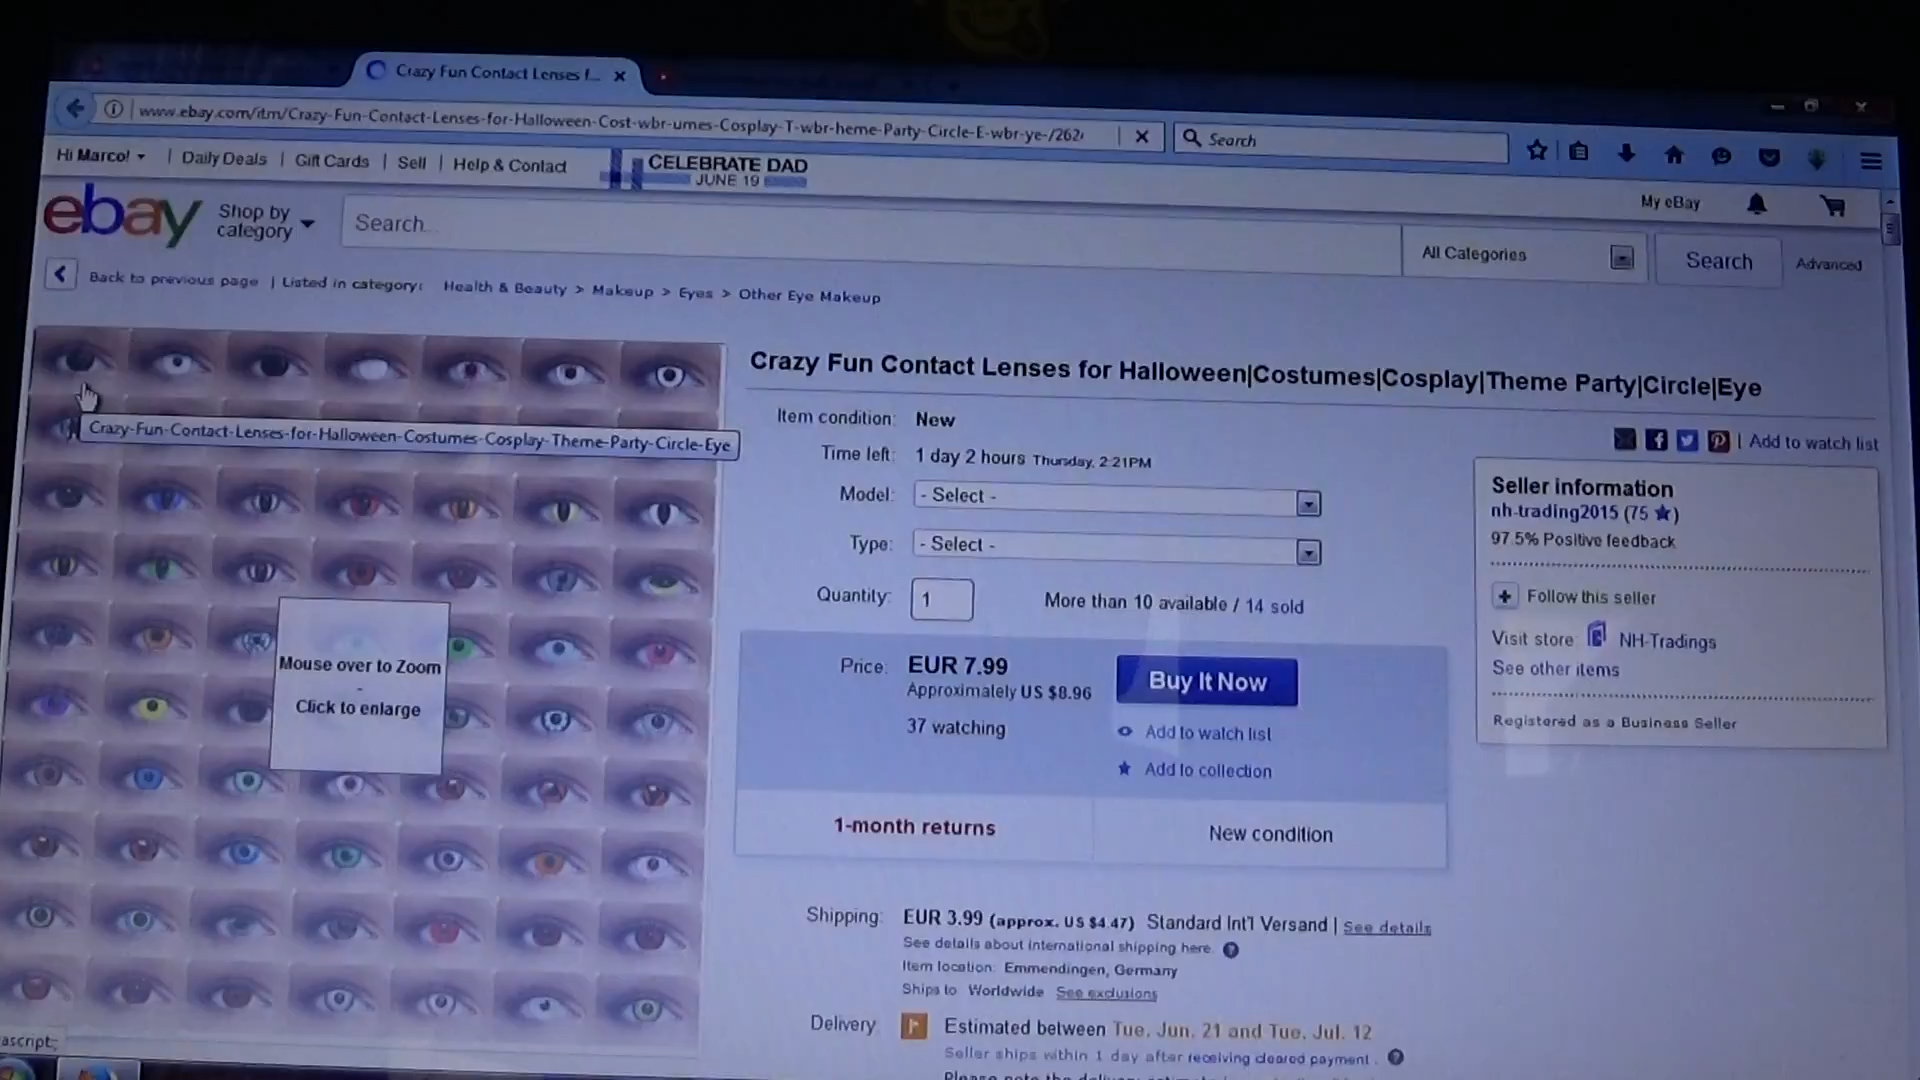 Crazy Fun Contact Lenses f...
www.ebay.com/itm/Crazy-Fun-Contact-Lenses-for-Halloween-Cost-wbr-umes-Cosplay-T-wbr-heme-Party-Circle-E-wbr-ye-/262
Search
Hi Marco! | Daily Deals | Gift Cards | Sell | Help & Contact
CELEBRATE DAD
JUNE 19
My eBay
ebay
Shop by category
Search...
All Categories
Search
Advanced
Back to previous page | Listed in category: Health & Beauty > Makeup > Eyes > Other Eye Makeup
Crazy-Fun-Contact-Lenses-for-Halloween-Costumes-Cosplay-Theme-Party-Circle-Eye
Mouse over to Zoom
-
Click to enlarge
Crazy Fun Contact Lenses for Halloween|Costumes|Cosplay|Theme Party|Circle|Eye
Item condition: New
Time left: 1 day 2 hours Thursday, 2:21PM
Model: - Select -
Type: - Select -
Quantity: 1 More than 10 available / 14 sold
Price: EUR 7.99
Approximately US $8.96
37 watching
Buy It Now
Add to watch list
Add to collection
1-month returns
New condition
Shipping: EUR 3.99 (approx. US $4.47) Standard Int'l Versand | See details
See details about international shipping here.
Item location: Emmendingen, Germany
Ships to: Worldwide See exclusions
Delivery: Estimated between Tue. Jun. 21 and Tue. Jul. 12
Seller ships within 1 day after receiving cleared payment.
Please note the delivery
| Add to watch list
Seller information
nh-trading2015 (75 ★)
97.5% Positive feedback
Follow this seller
Visit store: NH-Tradings
See other items
Registered as a Business Seller
ascript:;